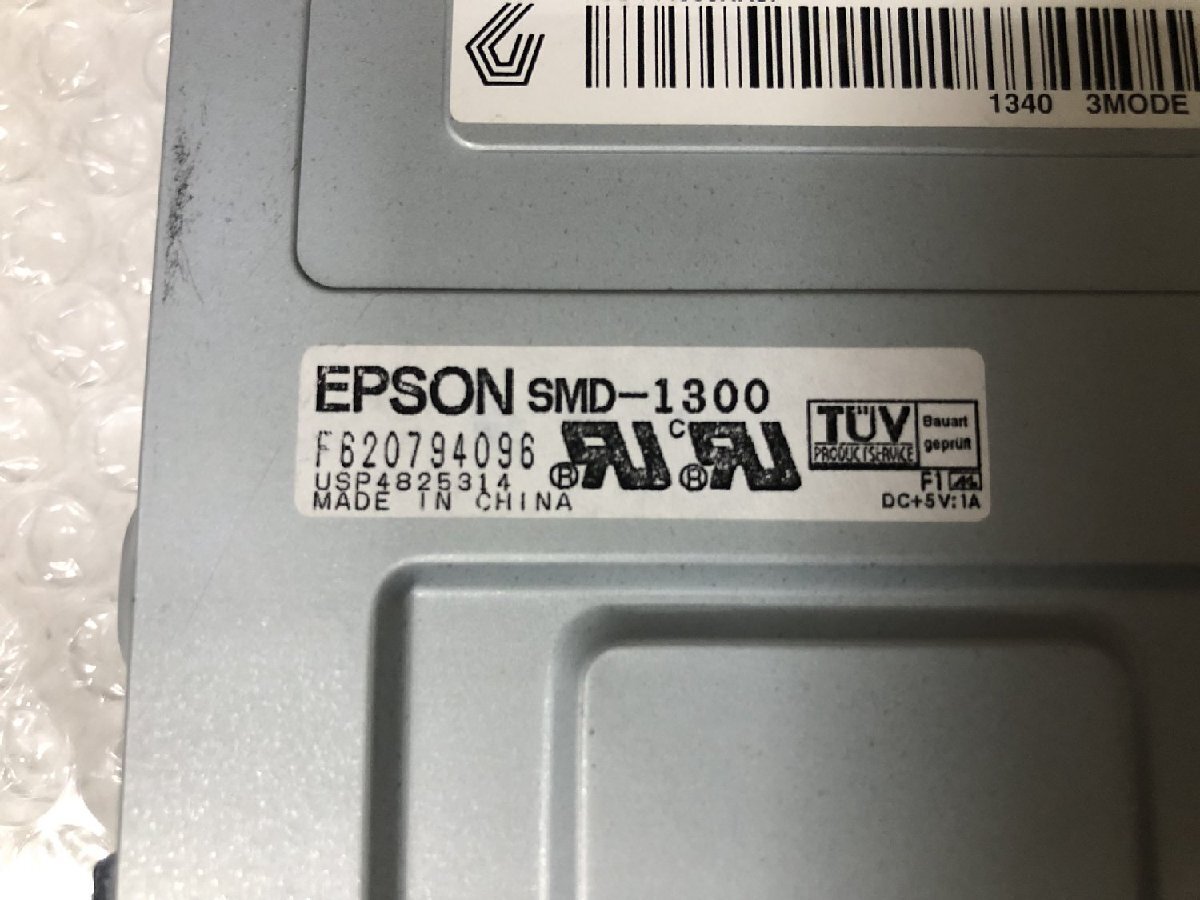 1340 3MODE
EPSON SMD-1300
F620794096
USP4825314
MADE IN CHINA
TÜV
PRODUCT SERVICE
Bauart
geprüft
F1
DC+5V:1A